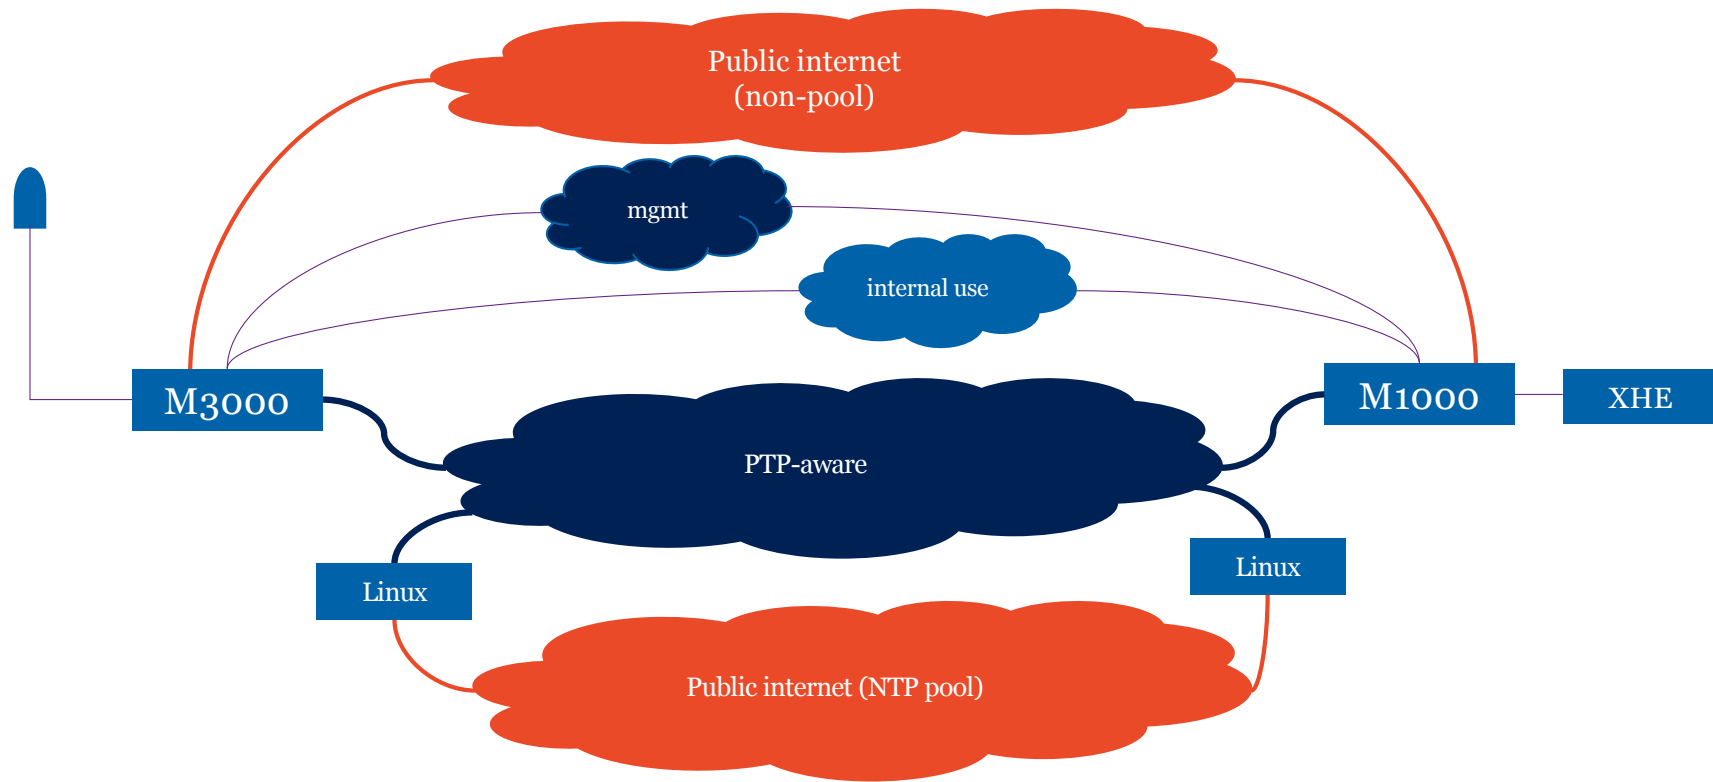 Public internet
(non-pool)
mgmt
internal use
M3000
M1000
XHE
PTP-aware
Linux
Linux
Public internet (NTP pool)